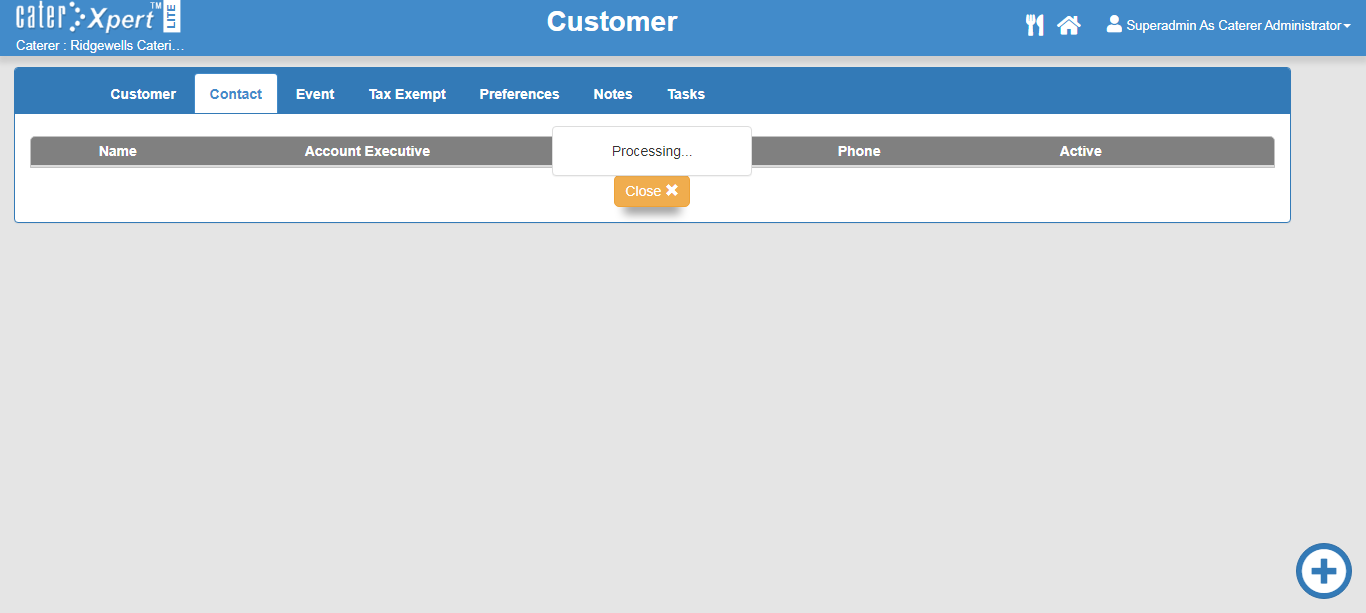 cater Xpert™ LITE
Caterer : Ridgewells Cateri...
Customer
Superadmin As Caterer Administrator
Customer Contact Event Tax Exempt Preferences Notes Tasks
Name Account Executive Processing... Phone Active
Close ✖